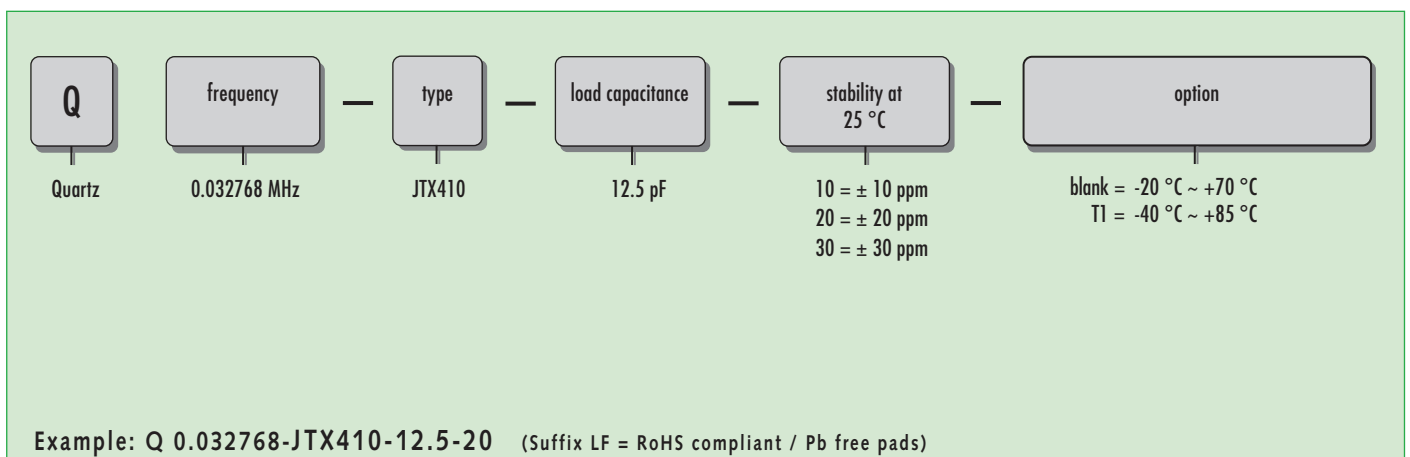 Q
frequency
—
type
—
load capacitance
—
stability at
25 °C
—
option
Quartz
0.032768 MHz
JTX410
12.5 pF
10 = ± 10 ppm
20 = ± 20 ppm
30 = ± 30 ppm
blank = -20 °C ~ +70 °C
T1 = -40 °C ~ +85 °C
Example: Q 0.032768-JTX410-12.5-20 (Suffix LF = RoHS compliant / Pb free pads)